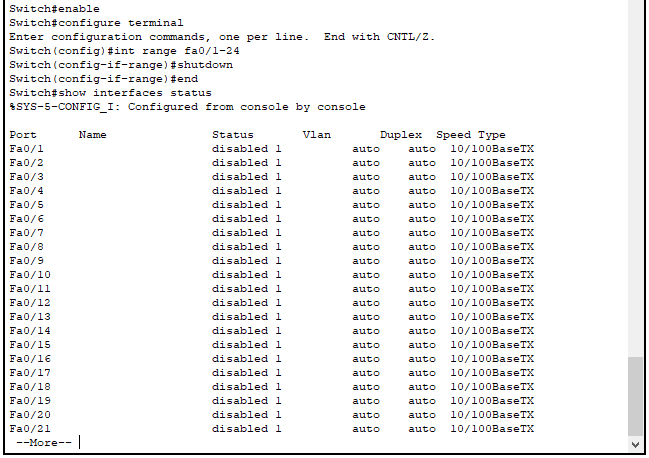 Switch#enable
Switch#configure terminal
Enter configuration commands, one per line.  End with CNTL/Z.
Switch(config)#int range fa0/1-24
Switch(config-if-range)#shutdown
Switch(config-if-range)#end
Switch#show interfaces status
%SYS-5-CONFIG_I: Configured from console by console
Port      Name               Status       Vlan       Duplex  Speed Type
Fa0/1                        disabled 1          auto    auto  10/100BaseTX
Fa0/2                        disabled 1          auto    auto  10/100BaseTX
Fa0/3                        disabled 1          auto    auto  10/100BaseTX
Fa0/4                        disabled 1          auto    auto  10/100BaseTX
Fa0/5                        disabled 1          auto    auto  10/100BaseTX
Fa0/6                        disabled 1          auto    auto  10/100BaseTX
Fa0/7                        disabled 1          auto    auto  10/100BaseTX
Fa0/8                        disabled 1          auto    auto  10/100BaseTX
Fa0/9                        disabled 1          auto    auto  10/100BaseTX
Fa0/10                       disabled 1          auto    auto  10/100BaseTX
Fa0/11                       disabled 1          auto    auto  10/100BaseTX
Fa0/12                       disabled 1          auto    auto  10/100BaseTX
Fa0/13                       disabled 1          auto    auto  10/100BaseTX
Fa0/14                       disabled 1          auto    auto  10/100BaseTX
Fa0/15                       disabled 1          auto    auto  10/100BaseTX
Fa0/16                       disabled 1          auto    auto  10/100BaseTX
Fa0/17                       disabled 1          auto    auto  10/100BaseTX
Fa0/18                       disabled 1          auto    auto  10/100BaseTX
Fa0/19                       disabled 1          auto    auto  10/100BaseTX
Fa0/20                       disabled 1          auto    auto  10/100BaseTX
Fa0/21                       disabled 1          auto    auto  10/100BaseTX
 --More--